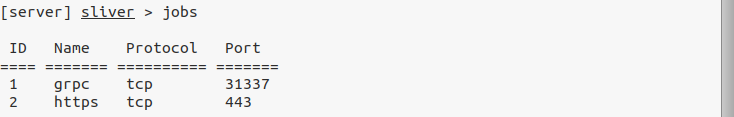 [server] sliver > jobs
ID   Name    Protocol   Port
==== ======= ========== =======
1    grpc    tcp        31337
2    https   tcp        443